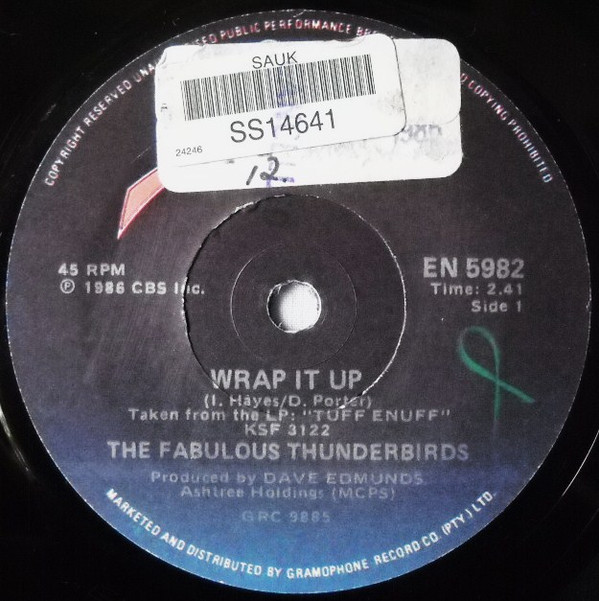 COPYRIGHT RESERVED PUBLIC PERFORMANCE COPYING PROHIBITED
SAUK
SS14641
24246
12
45 RPM
℗ 1986 CBS Inc.
EN 5982
Time: 2.41
Side 1
WRAP IT UP
(I. Hayes/D. Porter)
Taken from the LP: "TUFF ENUFF"
KSF 3122
THE FABULOUS THUNDERBIRDS
Produced by DAVE EDMUNDS
Ashtree Holdings (MCPS)
GRC 9885
MARKETED AND DISTRIBUTED BY GRAMOPHONE RECORD CO. (PTY.) LTD.